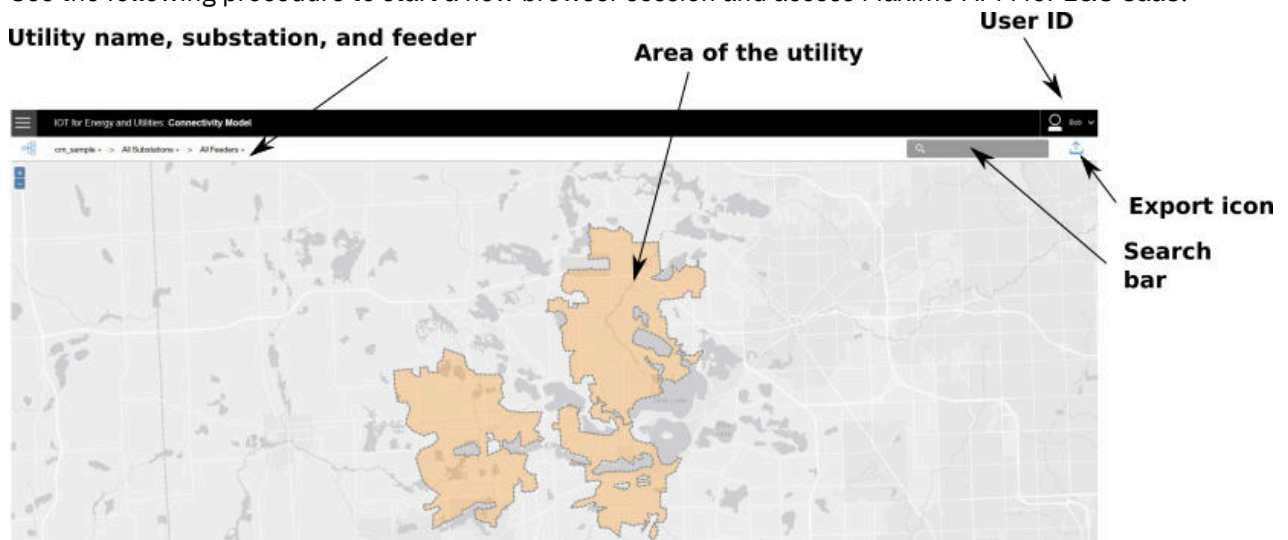 Use the following procedure to start a new browser session and access Maximo APM for E&U SaaS.
User ID
Utility name, substation, and feeder
Area of the utility
IOT for Energy and Utilities: Connectivity Model
Bob
cm_sample > All Substations > All Feeders
Export icon
Search
bar